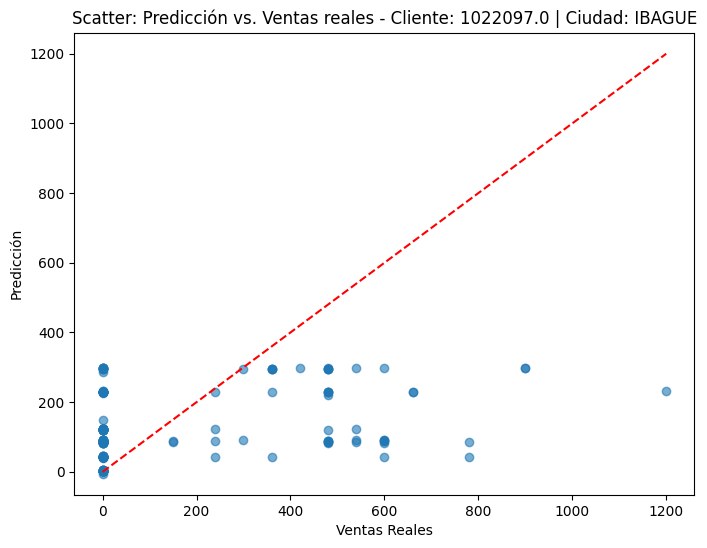 Scatter: Predicción vs. Ventas reales - Cliente: 1022097.0 | Ciudad: IBAGUE
1200
1000
800
600
400
200
0
Predicción
0 200 400 600 800 1000 1200
Ventas Reales